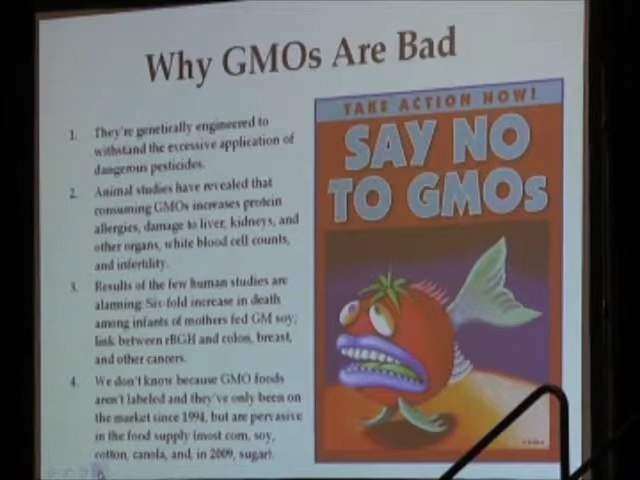 Why GMOs Are Bad
1. They're genetically engineered to
withstand the excessive application of
dangerous pesticides.
2. Animal studies have revealed that
consuming GMOs increases protein
allergies, damage to liver, kidneys, and
other organs, white blood cell counts,
and infertility.
3. Results of the few human studies are
alarming: Six-fold increase in death
among infants of mothers fed GM soy,
link between rBGH and colon, breast,
and other cancers.
4. We don't know because GMO foods
aren't labeled and they've only been on
the market since 1994, but are pervasive
in the food supply (most corn, soy,
cotton, canola, and, in 2009, sugar).
TAKE ACTION NOW!
SAY NO
TO GMOs